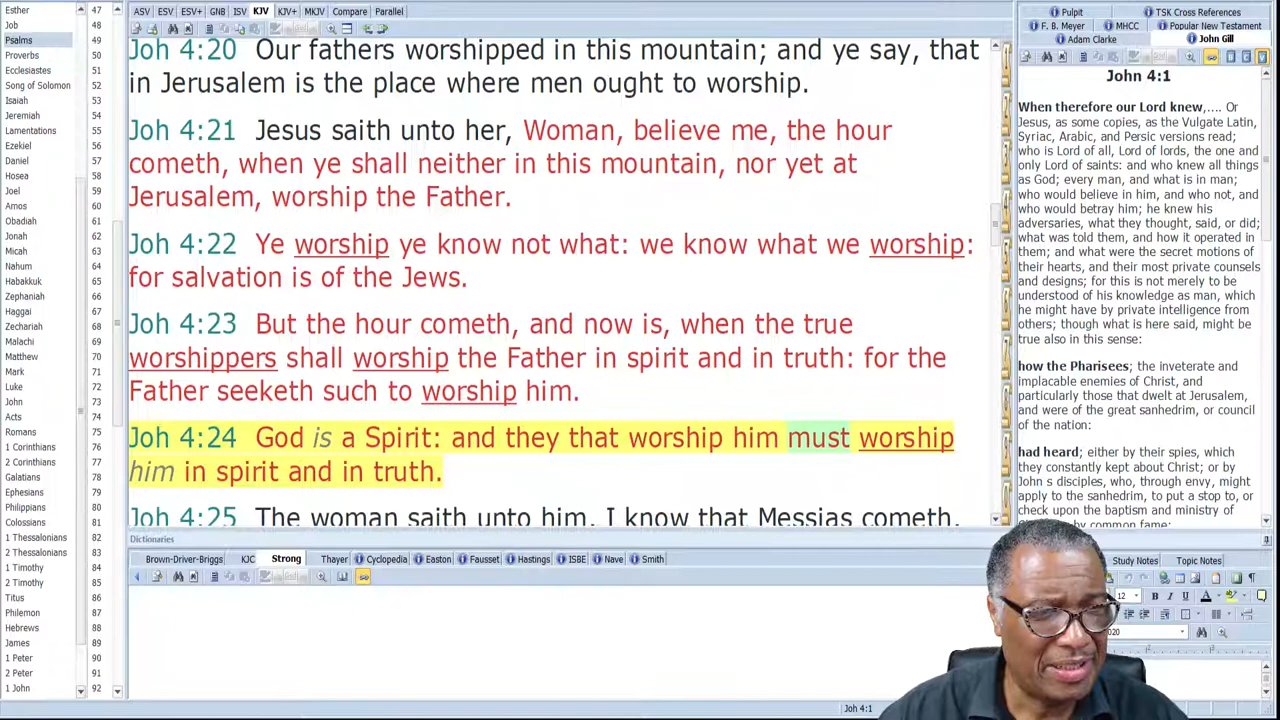 Esther
Job
Psalms
Proverbs
Ecclesiastes
Song of Solomon
Isaiah
Jeremiah
Lamentations
Ezekiel
Daniel
Hosea
Joel
Amos
Obadiah
Jonah
Micah
Nahum
Habakkuk
Zephaniah
Haggai
Zechariah
Malachi
Matthew
Mark
Luke
John
Acts
Romans
1 Corinthians
2 Corinthians
Galatians
Ephesians
Philippians
Colossians
1 Thessalonians
2 Thessalonians
1 Timothy
2 Timothy
Titus
Philemon
Hebrews
James
1 Peter
2 Peter
1 John
47
48
49
50
51
52
53
54
55
56
57
58
59
60
61
62
63
64
65
66
67
68
69
70
71
72
73
74
75
76
77
78
79
80
81
82
83
84
85
86
87
88
89
90
91
92
ASV ESV ESV+ GNB ISV KJV KJV+ MKJV Compare Parallel
Joh 4:20 Our fathers worshipped in this mountain; and ye say, that
in Jerusalem is the place where men ought to worship.
Joh 4:21 Jesus saith unto her, Woman, believe me, the hour
cometh, when ye shall neither in this mountain, nor yet at
Jerusalem, worship the Father.
Joh 4:22 Ye worship ye know not what: we know what we worship:
for salvation is of the Jews.
Joh 4:23 But the hour cometh, and now is, when the true
worshippers shall worship the Father in spirit and in truth: for the
Father seeketh such to worship him.
Joh 4:24 God is a Spirit: and they that worship him must worship
him in spirit and in truth.
Joh 4:25 The woman saith unto him, I know that Messias cometh,
Dictionaries
Brown-Driver-Briggs KJC Strong Thayer Cyclopedia Easton Fausset Hastings ISBE Nave Smith
Pulpit TSK Cross References
F. B. Meyer MHCC Popular New Testament
Adam Clarke John Gill
John 4:1
When therefore our Lord knew,.... Or
Jesus, as some copies, as the Vulgate Latin,
Syriac, Arabic, and Persic versions read;
who is Lord of all, Lord of lords, the one and
only Lord of saints: and who knew all things
as God; every man, and what is in man;
who would believe in him, and who not, and
who would betray him; he knew his
adversaries, what they thought, said, or did;
what was told them, and how it operated in
them; and what were the secret motions of
their hearts, and their most private counsels
and designs; for this is not merely to be
understood of his knowledge as man, which
he might have by private intelligence from
others; though what is here said, might be
true also in this sense:
how the Pharisees; the inveterate and
implacable enemies of Christ, and
particularly those that dwelt at Jerusalem,
and were of the great sanhedrim, or council
of the nation:
had heard; either by their spies, which
they constantly kept about Christ; or by
John s disciples, who, through envy, might
apply to the sanhedrim, to put a stop to, or
check upon the baptism and ministry of
by common fame;
Study Notes Topic Notes
12 B I U A
Joh 4:1